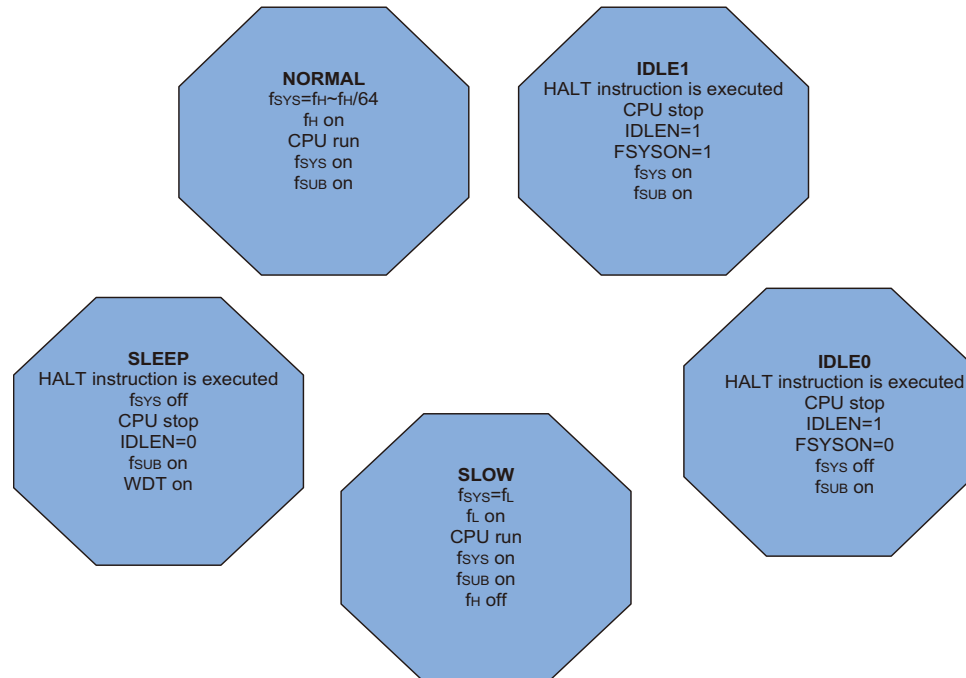 NORMAL
fSYS=fH~fH/64
fH on
CPU run
fSYS on
fSUB on
IDLE1
HALT instruction is executed
CPU stop
IDLEN=1
FSYSON=1
fSYS on
fSUB on
SLEEP
HALT instruction is executed
fSYS off
CPU stop
IDLEN=0
fSUB on
WDT on
IDLE0
HALT instruction is executed
CPU stop
IDLEN=1
FSYSON=0
fSYS off
fSUB on
SLOW
fSYS=fL
fL on
CPU run
fSYS on
fSUB on
fH off